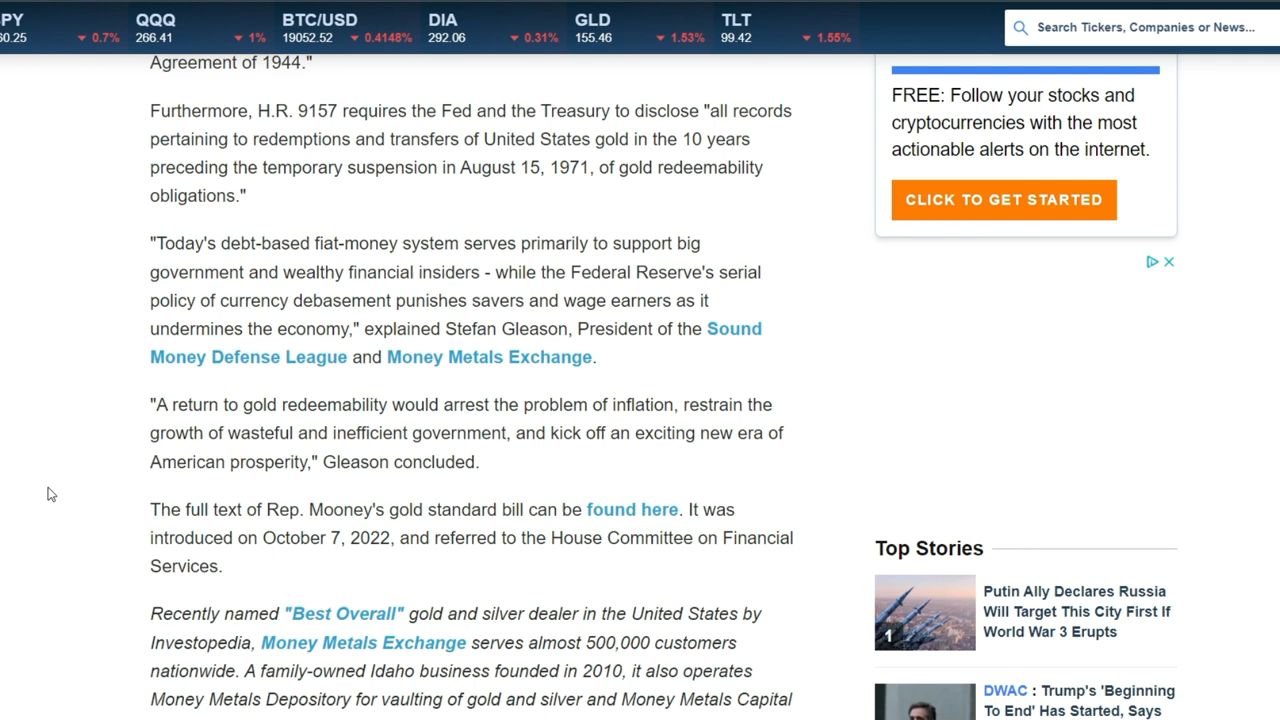 PY QQQ BTC/USD DIA GLD TLT
60.25 0.7% 266.41 1% 19052.52 0.4148% 292.06 0.31% 155.46 1.53% 99.42 1.55%
Search Tickers, Companies or News...
Agreement of 1944."
Furthermore, H.R. 9157 requires the Fed and the Treasury to disclose "all records
pertaining to redemptions and transfers of United States gold in the 10 years
preceding the temporary suspension in August 15, 1971, of gold redeemability
obligations."
"Today's debt-based fiat-money system serves primarily to support big
government and wealthy financial insiders - while the Federal Reserve's serial
policy of currency debasement punishes savers and wage earners as it
undermines the economy," explained Stefan Gleason, President of the Sound
Money Defense League and Money Metals Exchange.
"A return to gold redeemability would arrest the problem of inflation, restrain the
growth of wasteful and inefficient government, and kick off an exciting new era of
American prosperity," Gleason concluded.
The full text of Rep. Mooney's gold standard bill can be found here. It was
introduced on October 7, 2022, and referred to the House Committee on Financial
Services.
Recently named "Best Overall" gold and silver dealer in the United States by
Investopedia, Money Metals Exchange serves almost 500,000 customers
nationwide. A family-owned Idaho business founded in 2010, it also operates
Money Metals Depository for vaulting of gold and silver and Money Metals Capital
FREE: Follow your stocks and
cryptocurrencies with the most
actionable alerts on the internet.
CLICK TO GET STARTED
Top Stories
1
Putin Ally Declares Russia
Will Target This City First If
World War 3 Erupts
DWAC : Trump's 'Beginning
To End' Has Started, Says